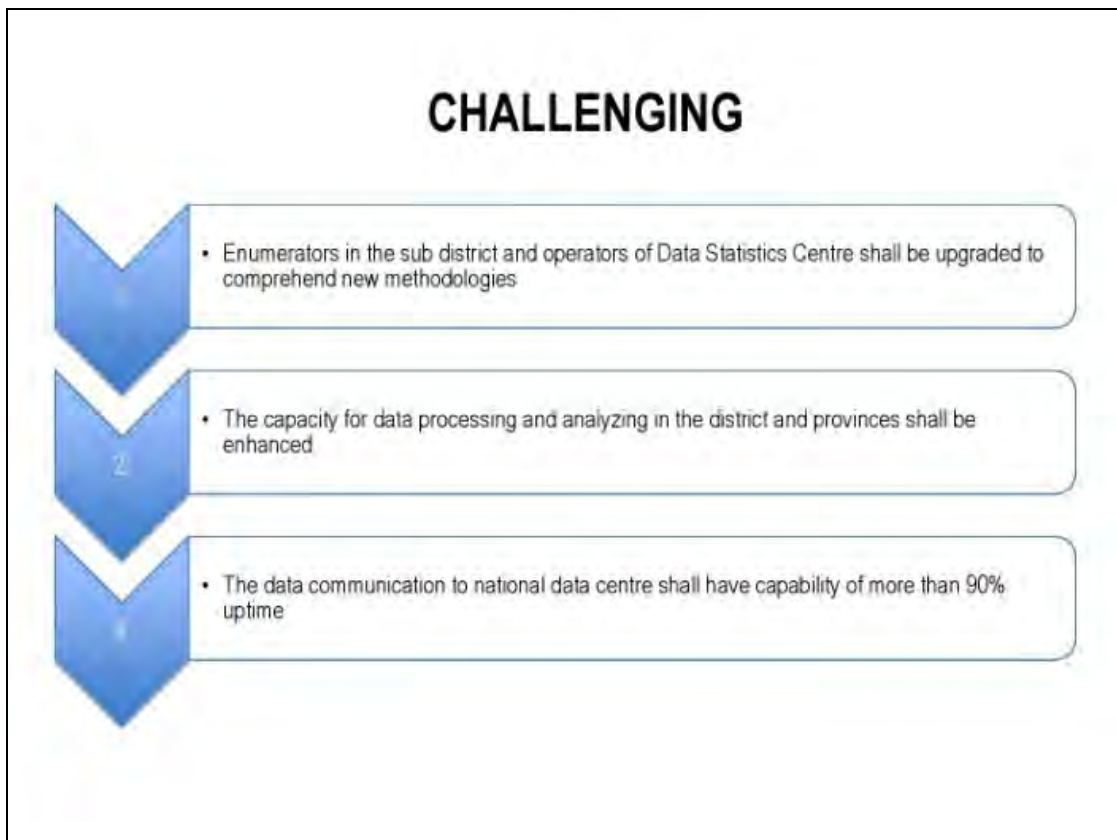 CHALLENGING
• Enumerators in the sub district and operators of Data Statistics Centre shall be upgraded to
comprehend new methodologies
2
• The capacity for data processing and analyzing in the district and provinces shall be
enhanced
• The data communication to national data centre shall have capability of more than 90%
uptime